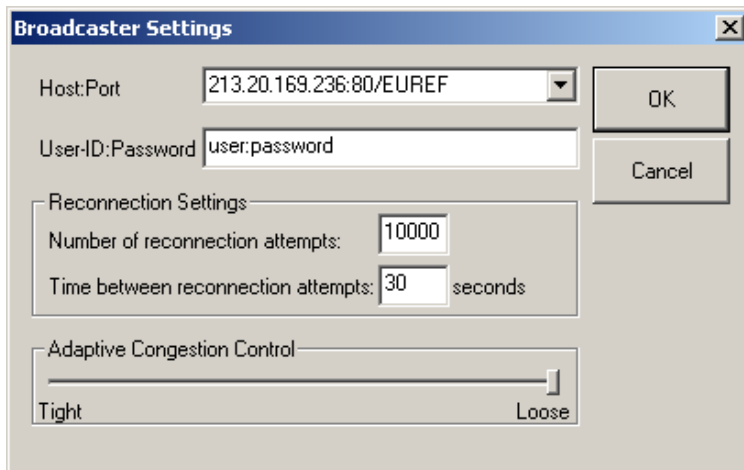 Broadcaster Settings
Host:Port 213.20.169.236:80/EUREF
OK
User-ID:Password user:password
Cancel
Reconnection Settings
Number of reconnection attempts: 10000
Time between reconnection attempts: 30 seconds
Adaptive Congestion Control
Tight Loose